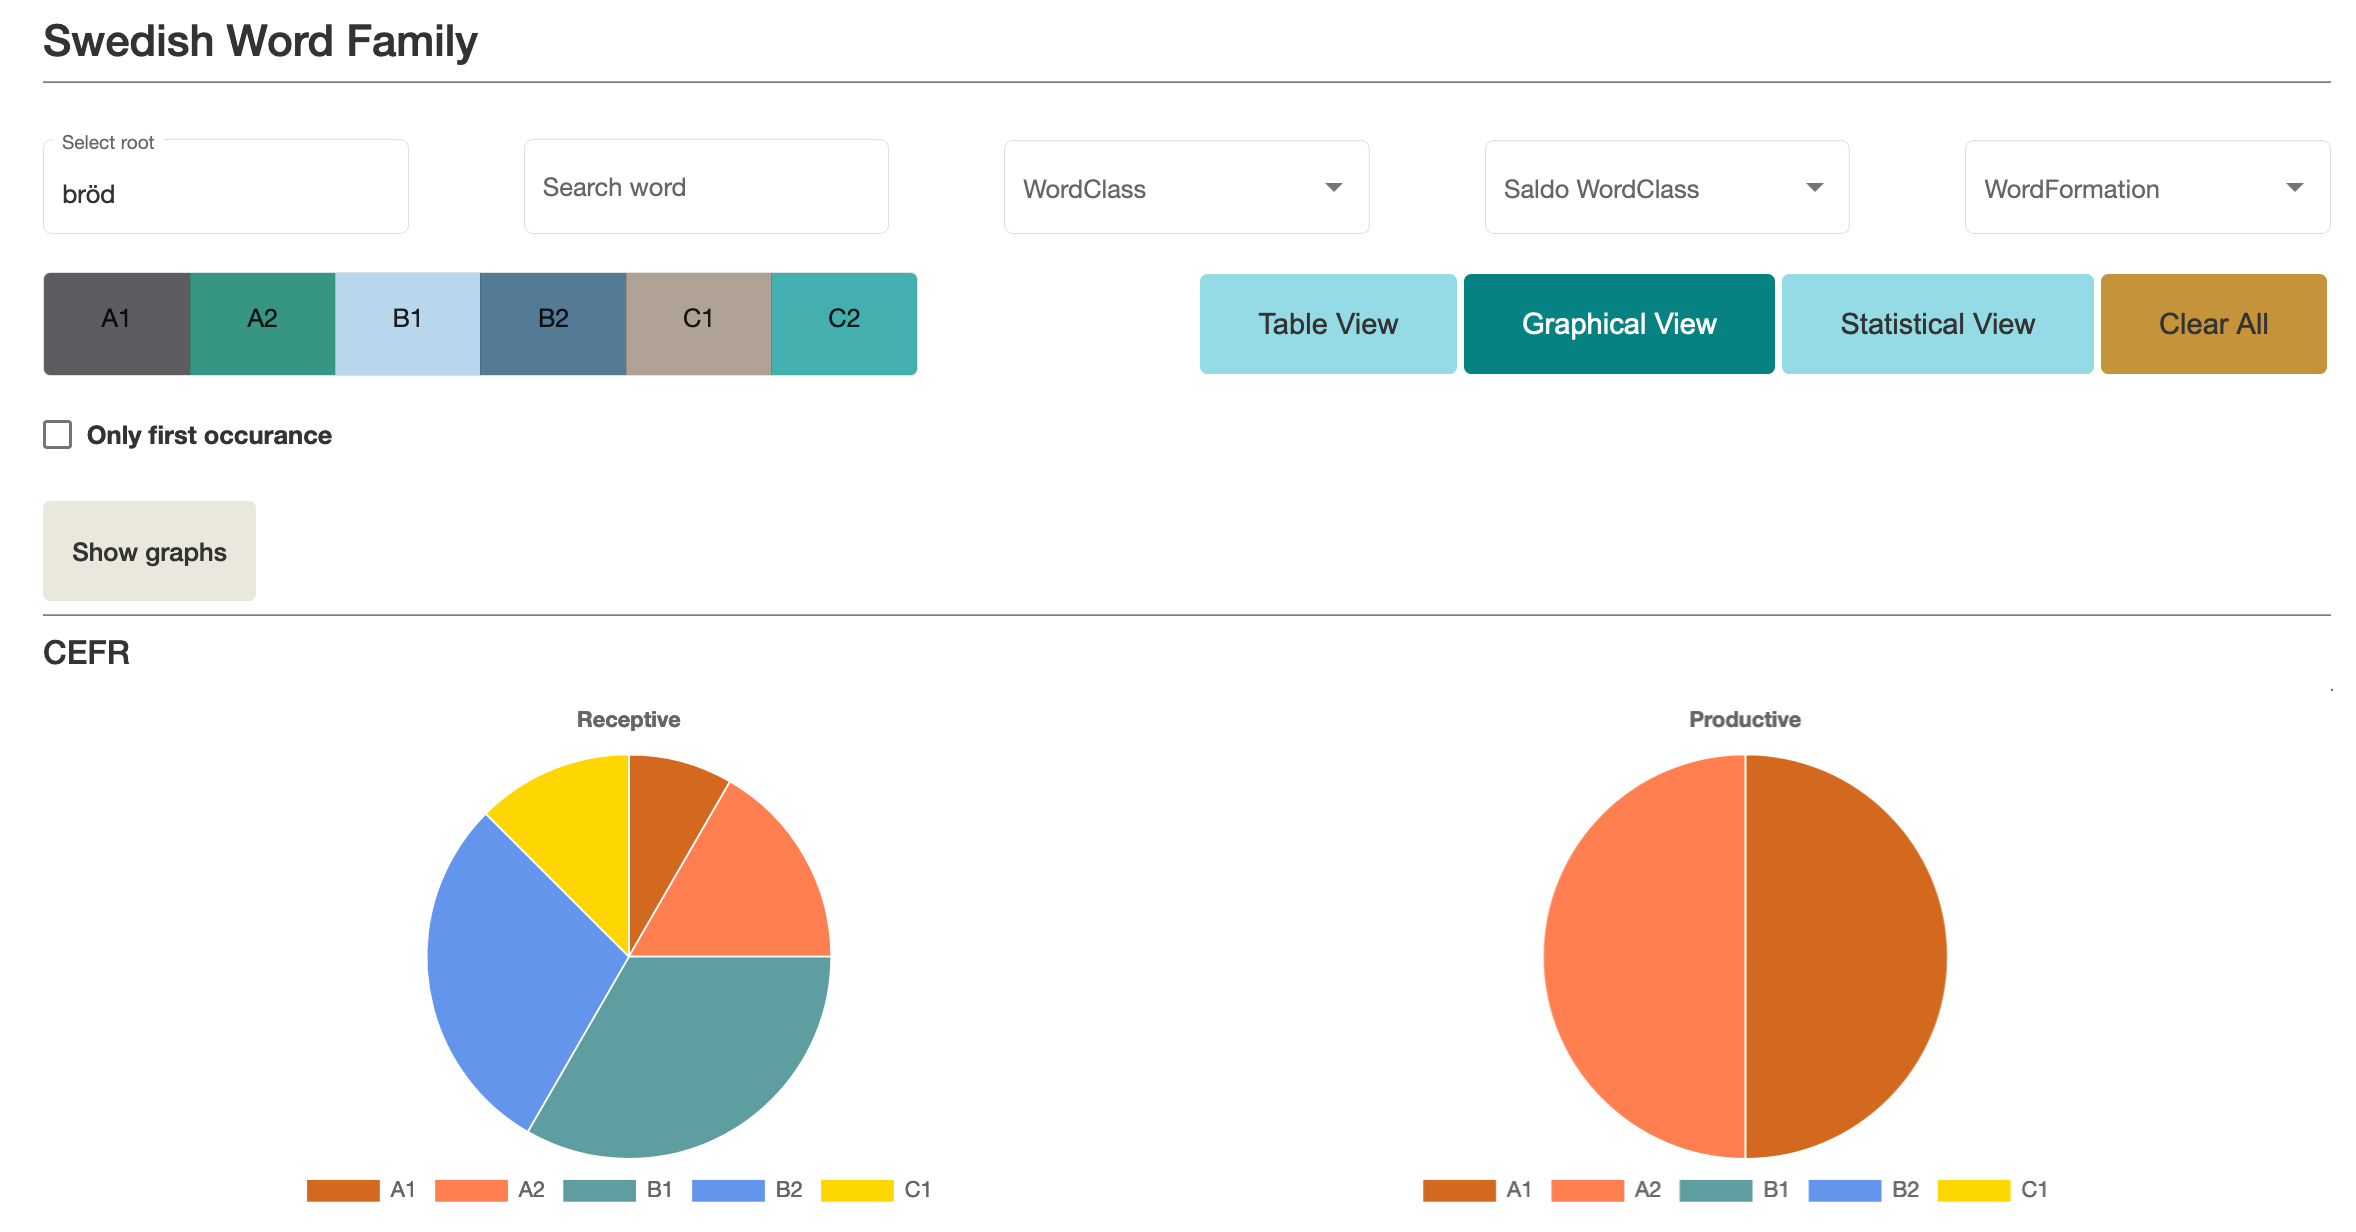 Swedish Word Family
Select root
bröd
Search word
WordClass
Saldo WordClass
WordFormation
A1 A2 B1 B2 C1 C2
Table View Graphical View Statistical View Clear All
Only first occurance
Show graphs
CEFR
Receptive
A1 A2 B1 B2 C1
Productive
A1 A2 B1 B2 C1